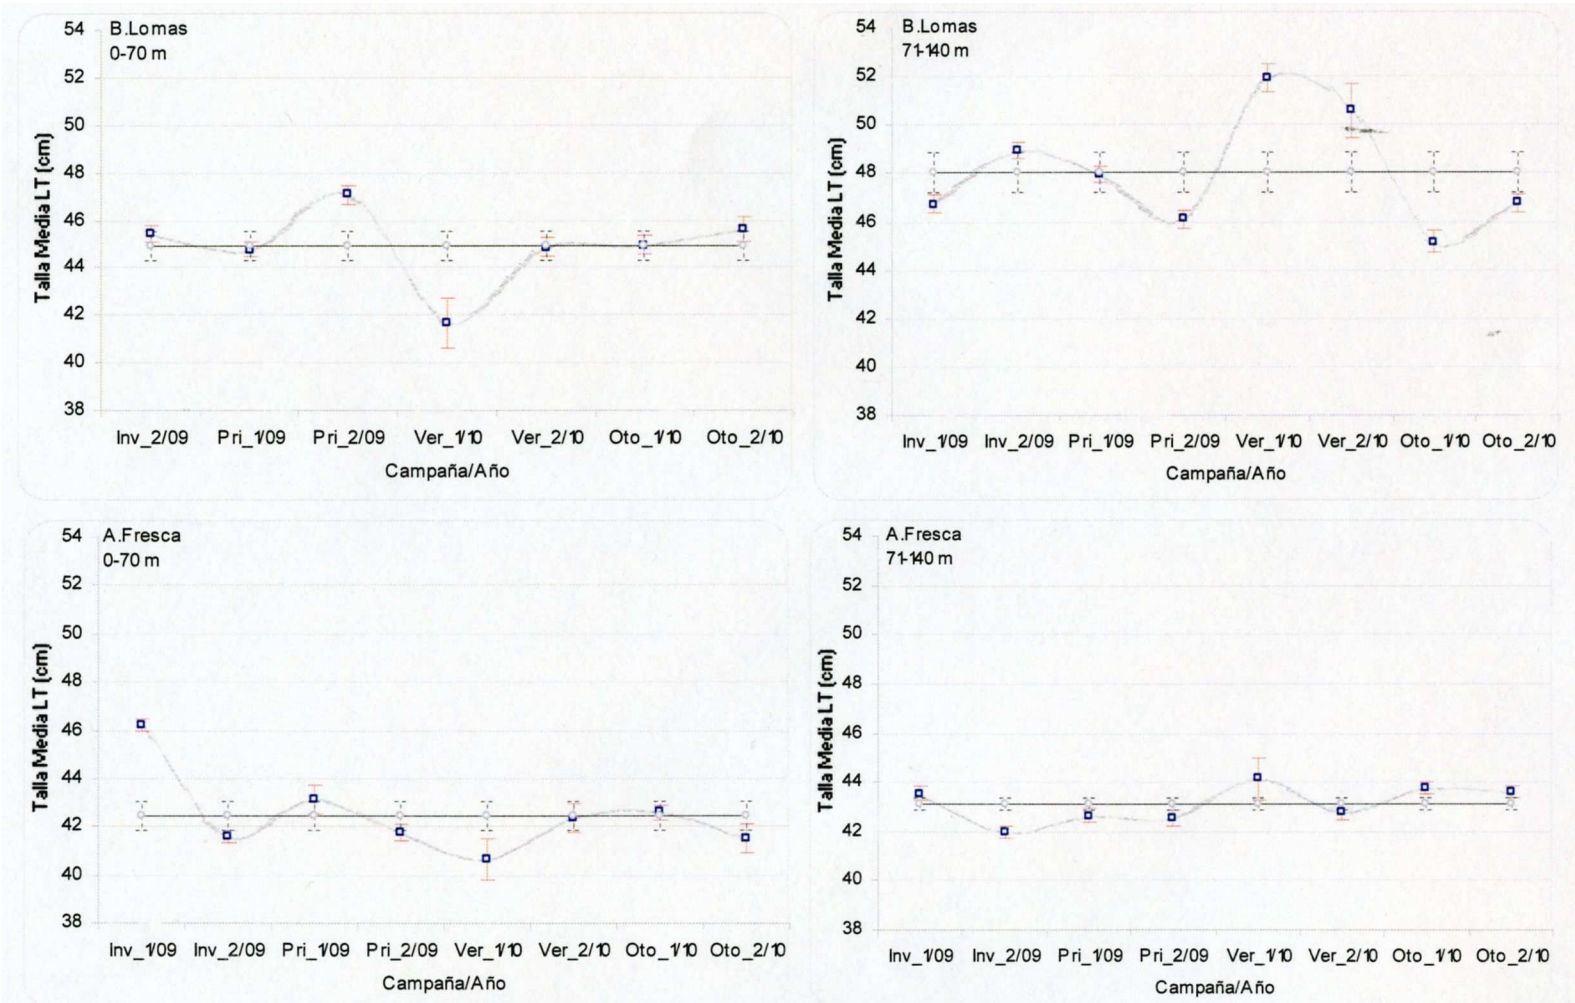 B.Lomas
0-70 m
54
52
50
48
46
44
42
40
38
Talla Media LT (cm)
Inv_2/09 Pri_1/09 Pri_2/09 Ver_1/10 Ver_2/10 Oto_1/10 Oto_2/10
Campaña/Año
B.Lomas
71-140 m
54
52
50
48
46
44
42
40
38
Talla Media LT (cm)
Inv_1/09 Inv_2/09 Pri_1/09 Pri_2/09 Ver_1/10 Ver_2/10 Oto_1/10 Oto_2/10
Campaña/Año
A.Fresca
0-70 m
54
52
50
48
46
44
42
40
38
Talla Media LT (cm)
Inv_1/09 Inv_2/09 Pri_1/09 Pri_2/09 Ver_1/10 Ver_2/10 Oto_1/10 Oto_2/10
Campaña/Año
A.Fresca
71-140 m
54
52
50
48
46
44
42
40
38
Talla Media LT (cm)
Inv_1/09 Inv_2/09 Pri_1/09 Pri_2/09 Ver_1/10 Ver_2/10 Oto_1/10 Oto_2/10
Campaña/Año